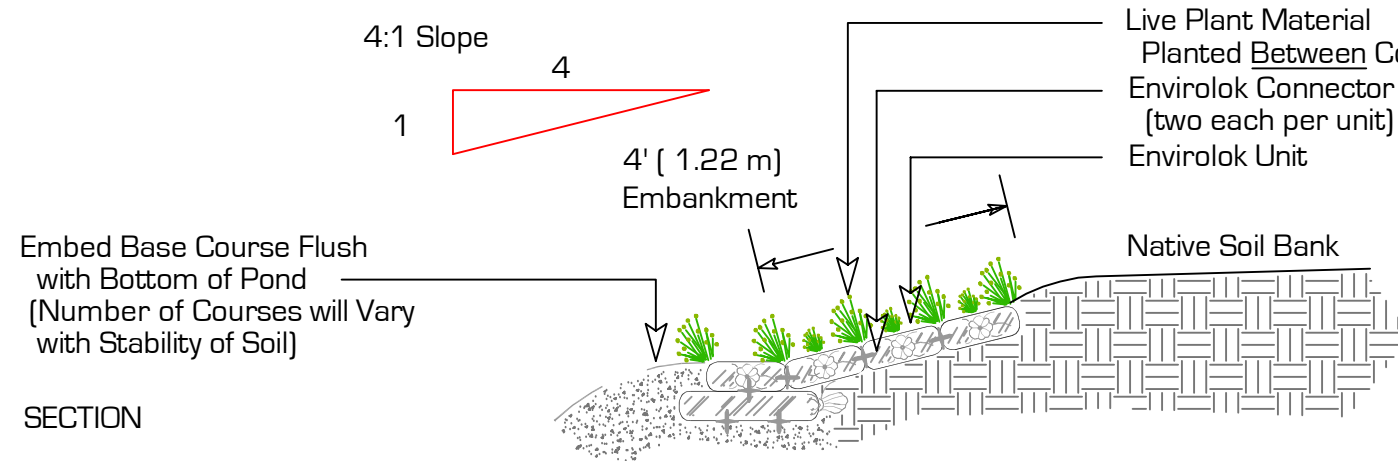 4:1 Slope
4
1
4' ( 1.22 m)
Embankment
Live Plant Material
Planted Between
Envirolok Connector
(two each per unit)
Envirolok Unit
Native Soil Bank
Embed Base Course Flush
with Bottom of Pond
(Number of Courses will Vary
with Stability of Soil)
SECTION